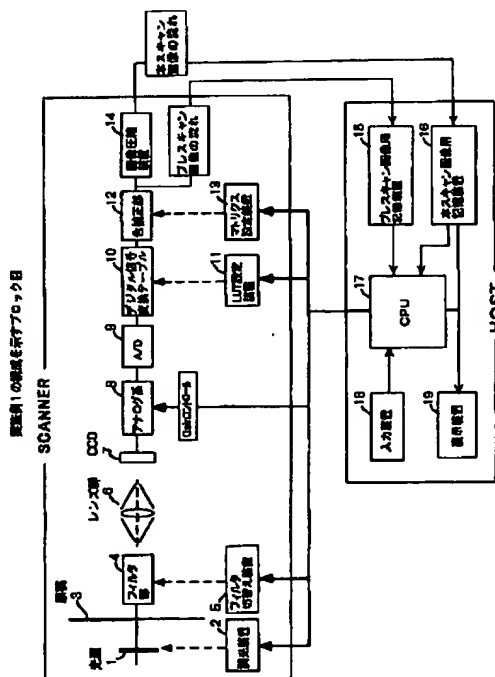 実施例1の構成を示すブロック図
SCANNER
光源
1
調光装置
2
原稿
3
フィルタ部
4
フィルタ切替え装置
5
レンズ群
6
CCD
7
アナログ系
8
Gainコントロール
A/D
9
デジタル信号変換テーブル
10
LUT設定装置
11
色補正部
12
マトリクス設定装置
13
画像圧縮装置
14
プレスキャン画像の流れ
本スキャン画像の流れ
HOST
プレスキャン画像用記憶装置
15
本スキャン画像用記憶装置
16
CPU
17
入力装置
18
表示装置
19